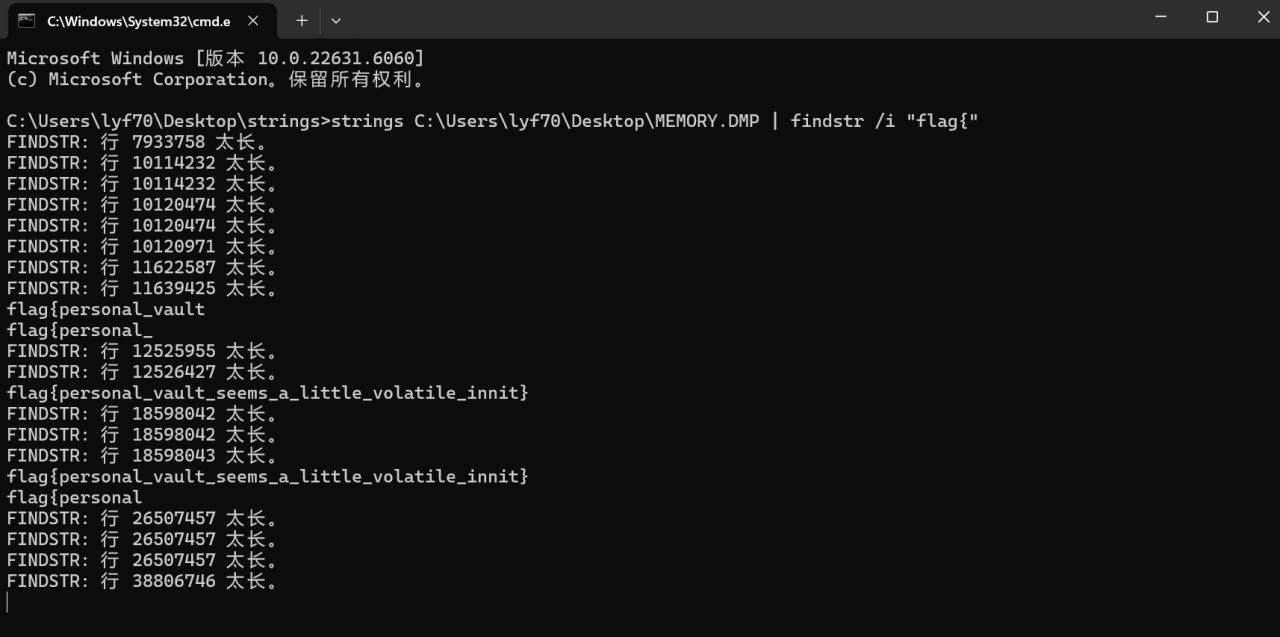 C:\Windows\System32\cmd.e
Microsoft Windows [版本 10.0.22631.6060]
(c) Microsoft Corporation。保留所有权利。
C:\Users\lyf70\Desktop\strings>strings C:\Users\lyf70\Desktop\MEMORY.DMP | findstr /i "flag{"
FINDSTR: 行 7933758 太长。
FINDSTR: 行 10114232 太长。
FINDSTR: 行 10114232 太长。
FINDSTR: 行 10120474 太长。
FINDSTR: 行 10120474 太长。
FINDSTR: 行 10120971 太长。
FINDSTR: 行 11622587 太长。
FINDSTR: 行 11639425 太长。
flag{personal_vault
flag{personal_
FINDSTR: 行 12525955 太长。
FINDSTR: 行 12526427 太长。
flag{personal_vault_seems_a_little_volatile_innit}
FINDSTR: 行 18598042 太长。
FINDSTR: 行 18598042 太长。
FINDSTR: 行 18598043 太长。
flag{personal_vault_seems_a_little_volatile_innit}
flag{personal
FINDSTR: 行 26507457 太长。
FINDSTR: 行 26507457 太长。
FINDSTR: 行 26507457 太长。
FINDSTR: 行 38806746 太长。